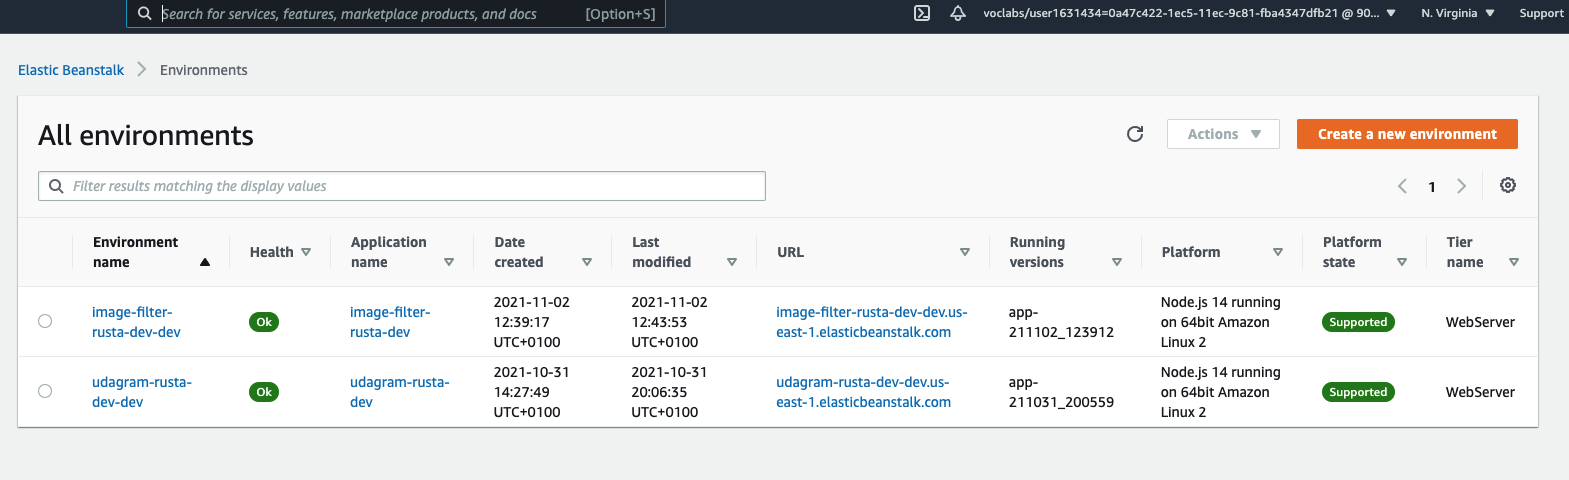 Search for services, features, marketplace products, and docs [Option+S] voclabs/user1631434=0a47c422-1ec5-11ec-9c81-fba4347dfb21 @ 90... N. Virginia Support
Elastic Beanstalk Environments
All environments
Actions
Create a new environment
Filter results matching the display values
1
Environment name
Health
Application name
Date created
Last modified
URL
Running versions
Platform
Platform state
Tier name
image-filter-
rusta-dev-dev
Ok
image-filter-
rusta-dev
2021-11-02
12:39:17
UTC+0100
2021-11-02
12:43:53
UTC+0100
image-filter-rusta-dev-dev.us-
east-1.elasticbeanstalk.com
app-
211102_123912
Node.js 14 running
on 64bit Amazon
Linux 2
Supported
WebServer
udagram-rusta-
dev-dev
Ok
udagram-rusta-
dev
2021-10-31
14:27:49
UTC+0100
2021-10-31
20:06:35
UTC+0100
udagram-rusta-dev-dev.us-
east-1.elasticbeanstalk.com
app-
211031_200559
Node.js 14 running
on 64bit Amazon
Linux 2
Supported
WebServer